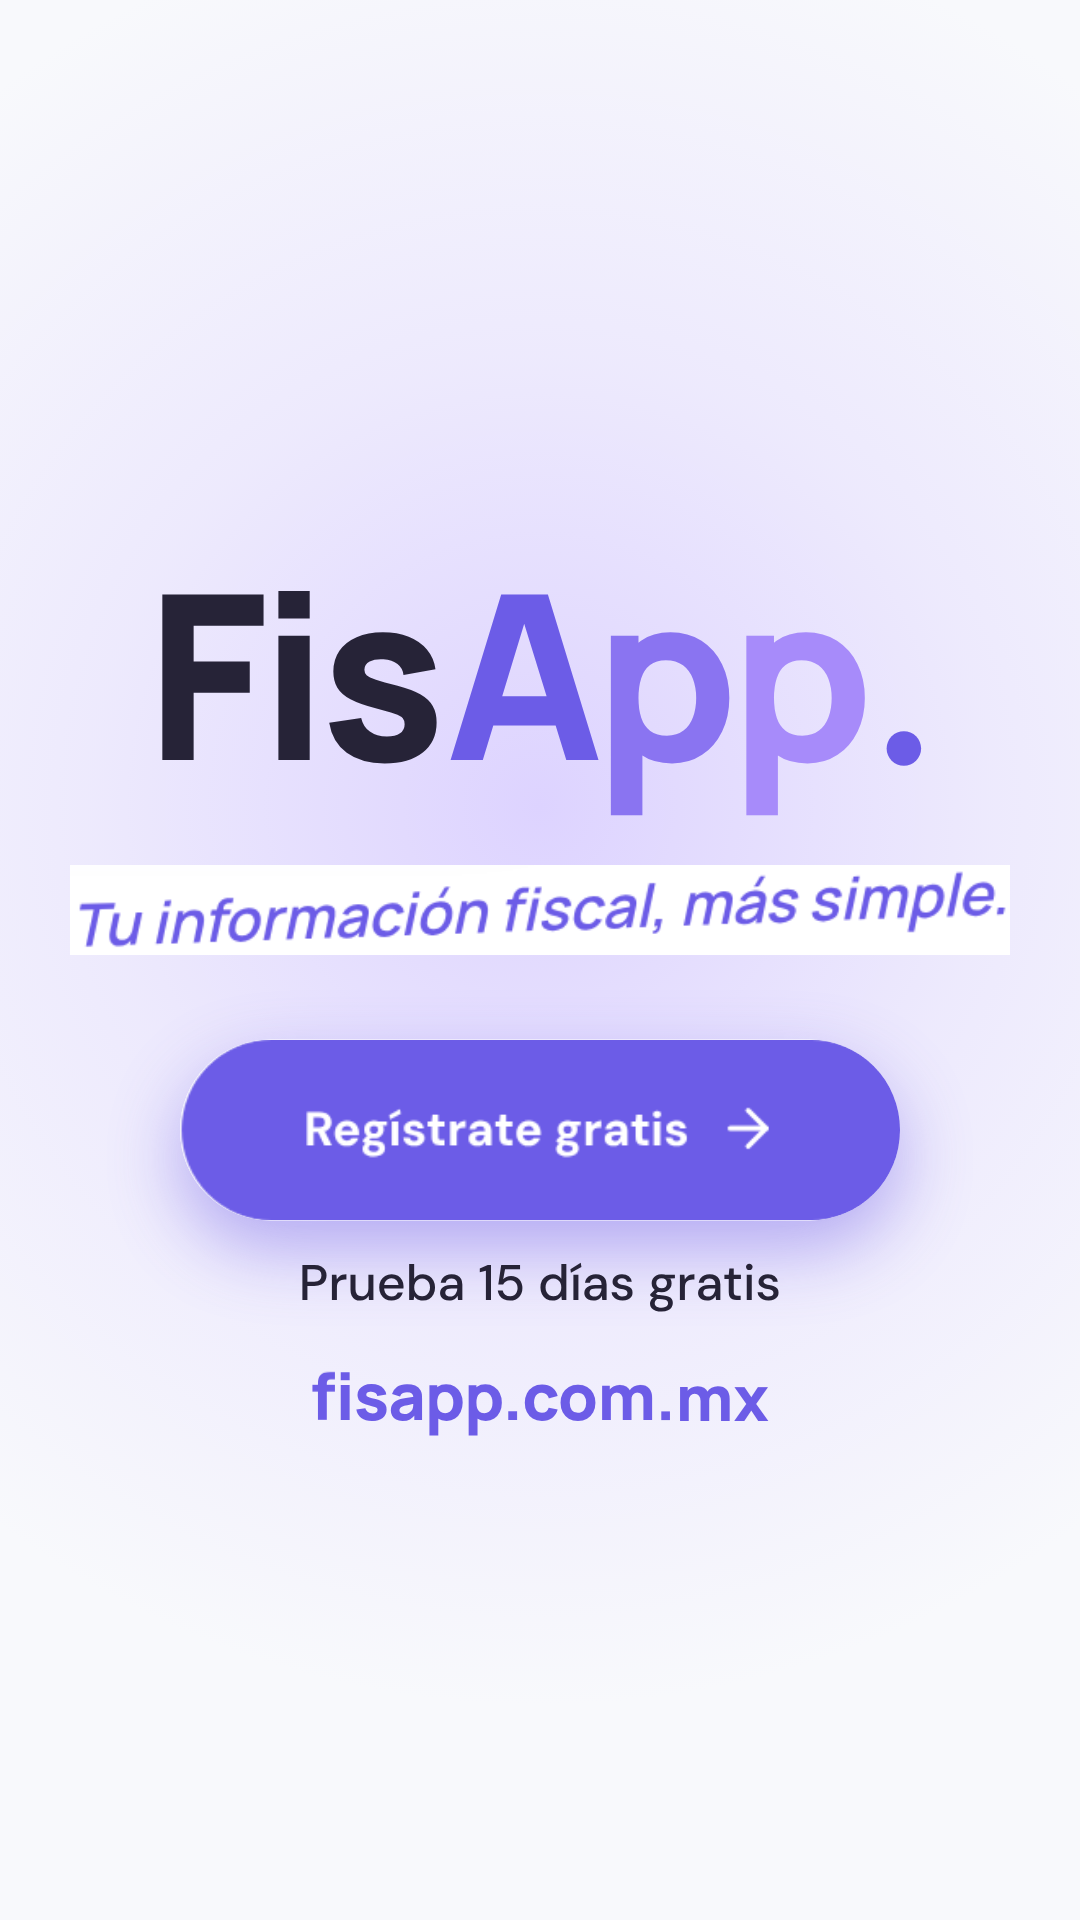 FisApp.
Tu información fiscal, más simple.
Regístrate gratis →
Prueba 15 días gratis
fisapp.com.mx